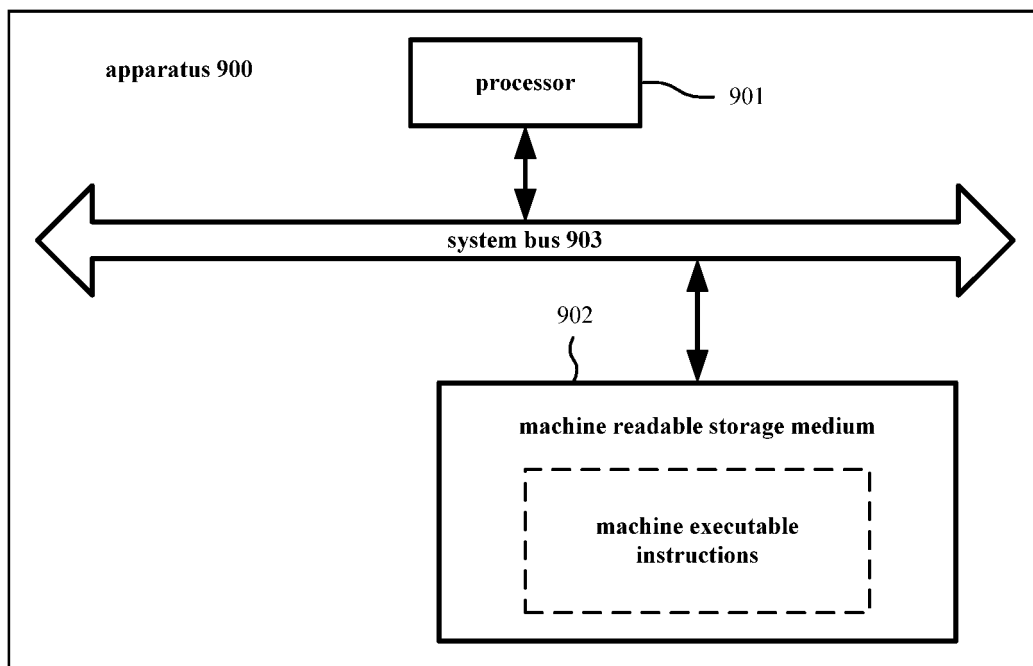 apparatus 900
processor
901
system bus 903
902
machine readable storage medium
machine executable
instructions